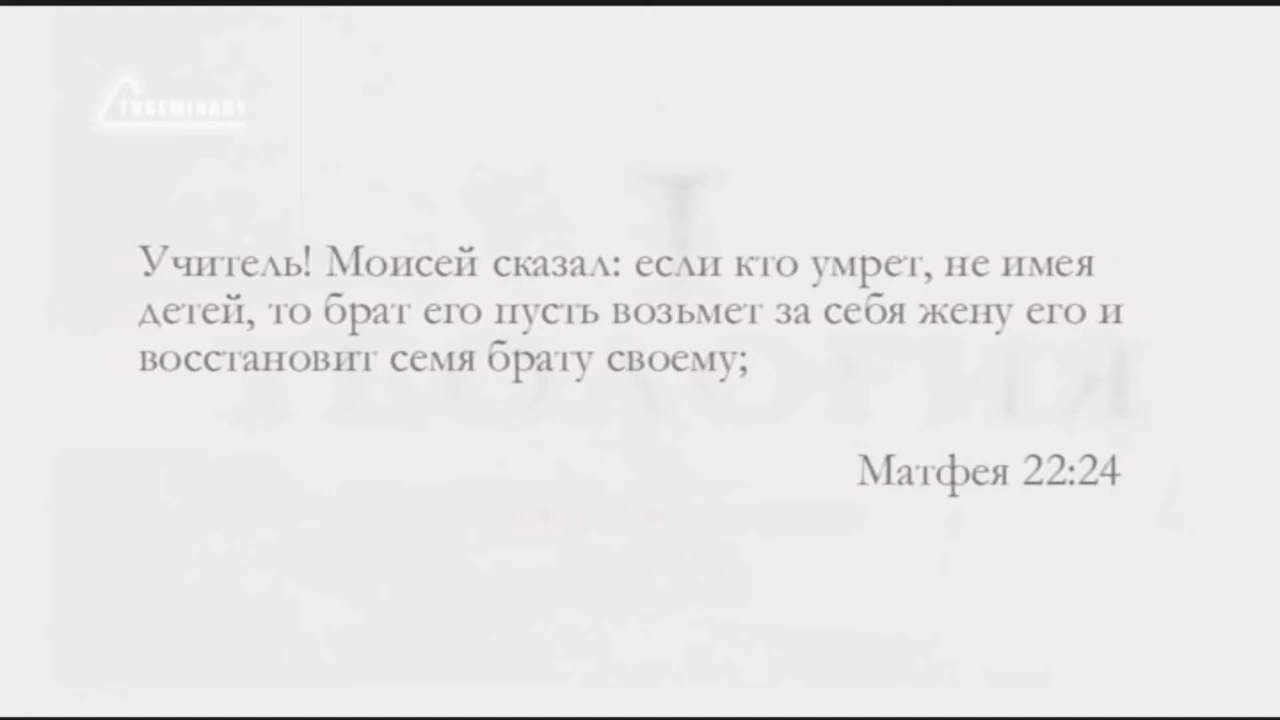 TVSEMINARY
Учитель! Моисей сказал: если кто умрет, не имея
детей, то брат его пусть возьмет за себя жену его и
восстановит семя брату своему;
Матфея 22:24